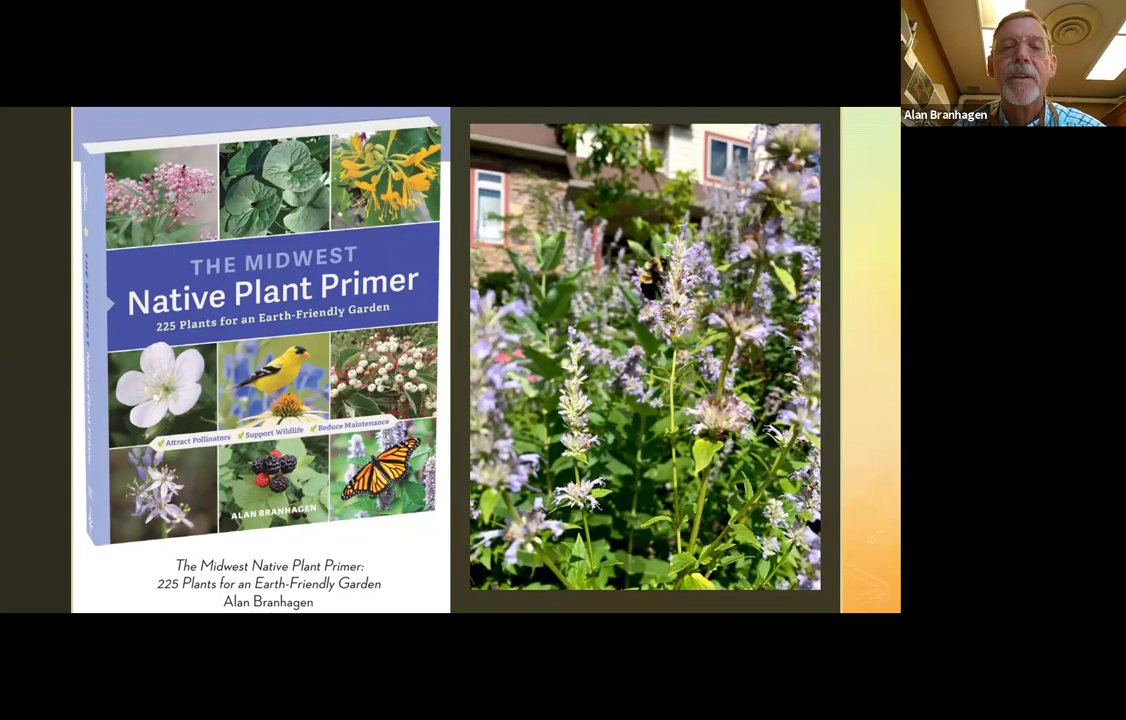 Alan Branhagen
THE MIDWEST
Native Plant Primer
225 Plants for an Earth-Friendly Garden
Attract Pollinators Support Wildlife Reduce Maintenance
ALAN BRANHAGEN
THE MIDWEST Native Plant Primer
The Midwest Native Plant Primer:
225 Plants for an Earth-Friendly Garden
Alan Branhagen